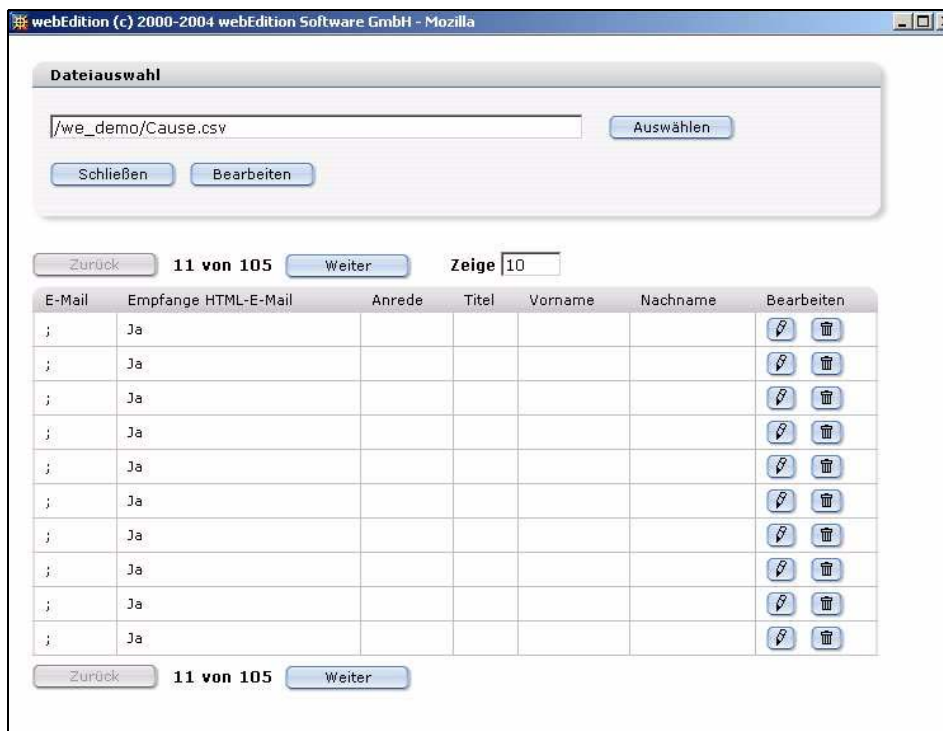 webEdition (c) 2000-2004 webEdition Software GmbH - Mozilla
Dateiauswahl
/we_demo/Cause.csv Auswählen
Schließen Bearbeiten
Zurück 11 von 105 Weiter Zeige 10
E-Mail Empfange HTML-E-Mail Anrede Titel Vorname Nachname Bearbeiten
; Ja
; Ja
; Ja
; Ja
; Ja
; Ja
; Ja
; Ja
; Ja
; Ja
Zurück 11 von 105 Weiter